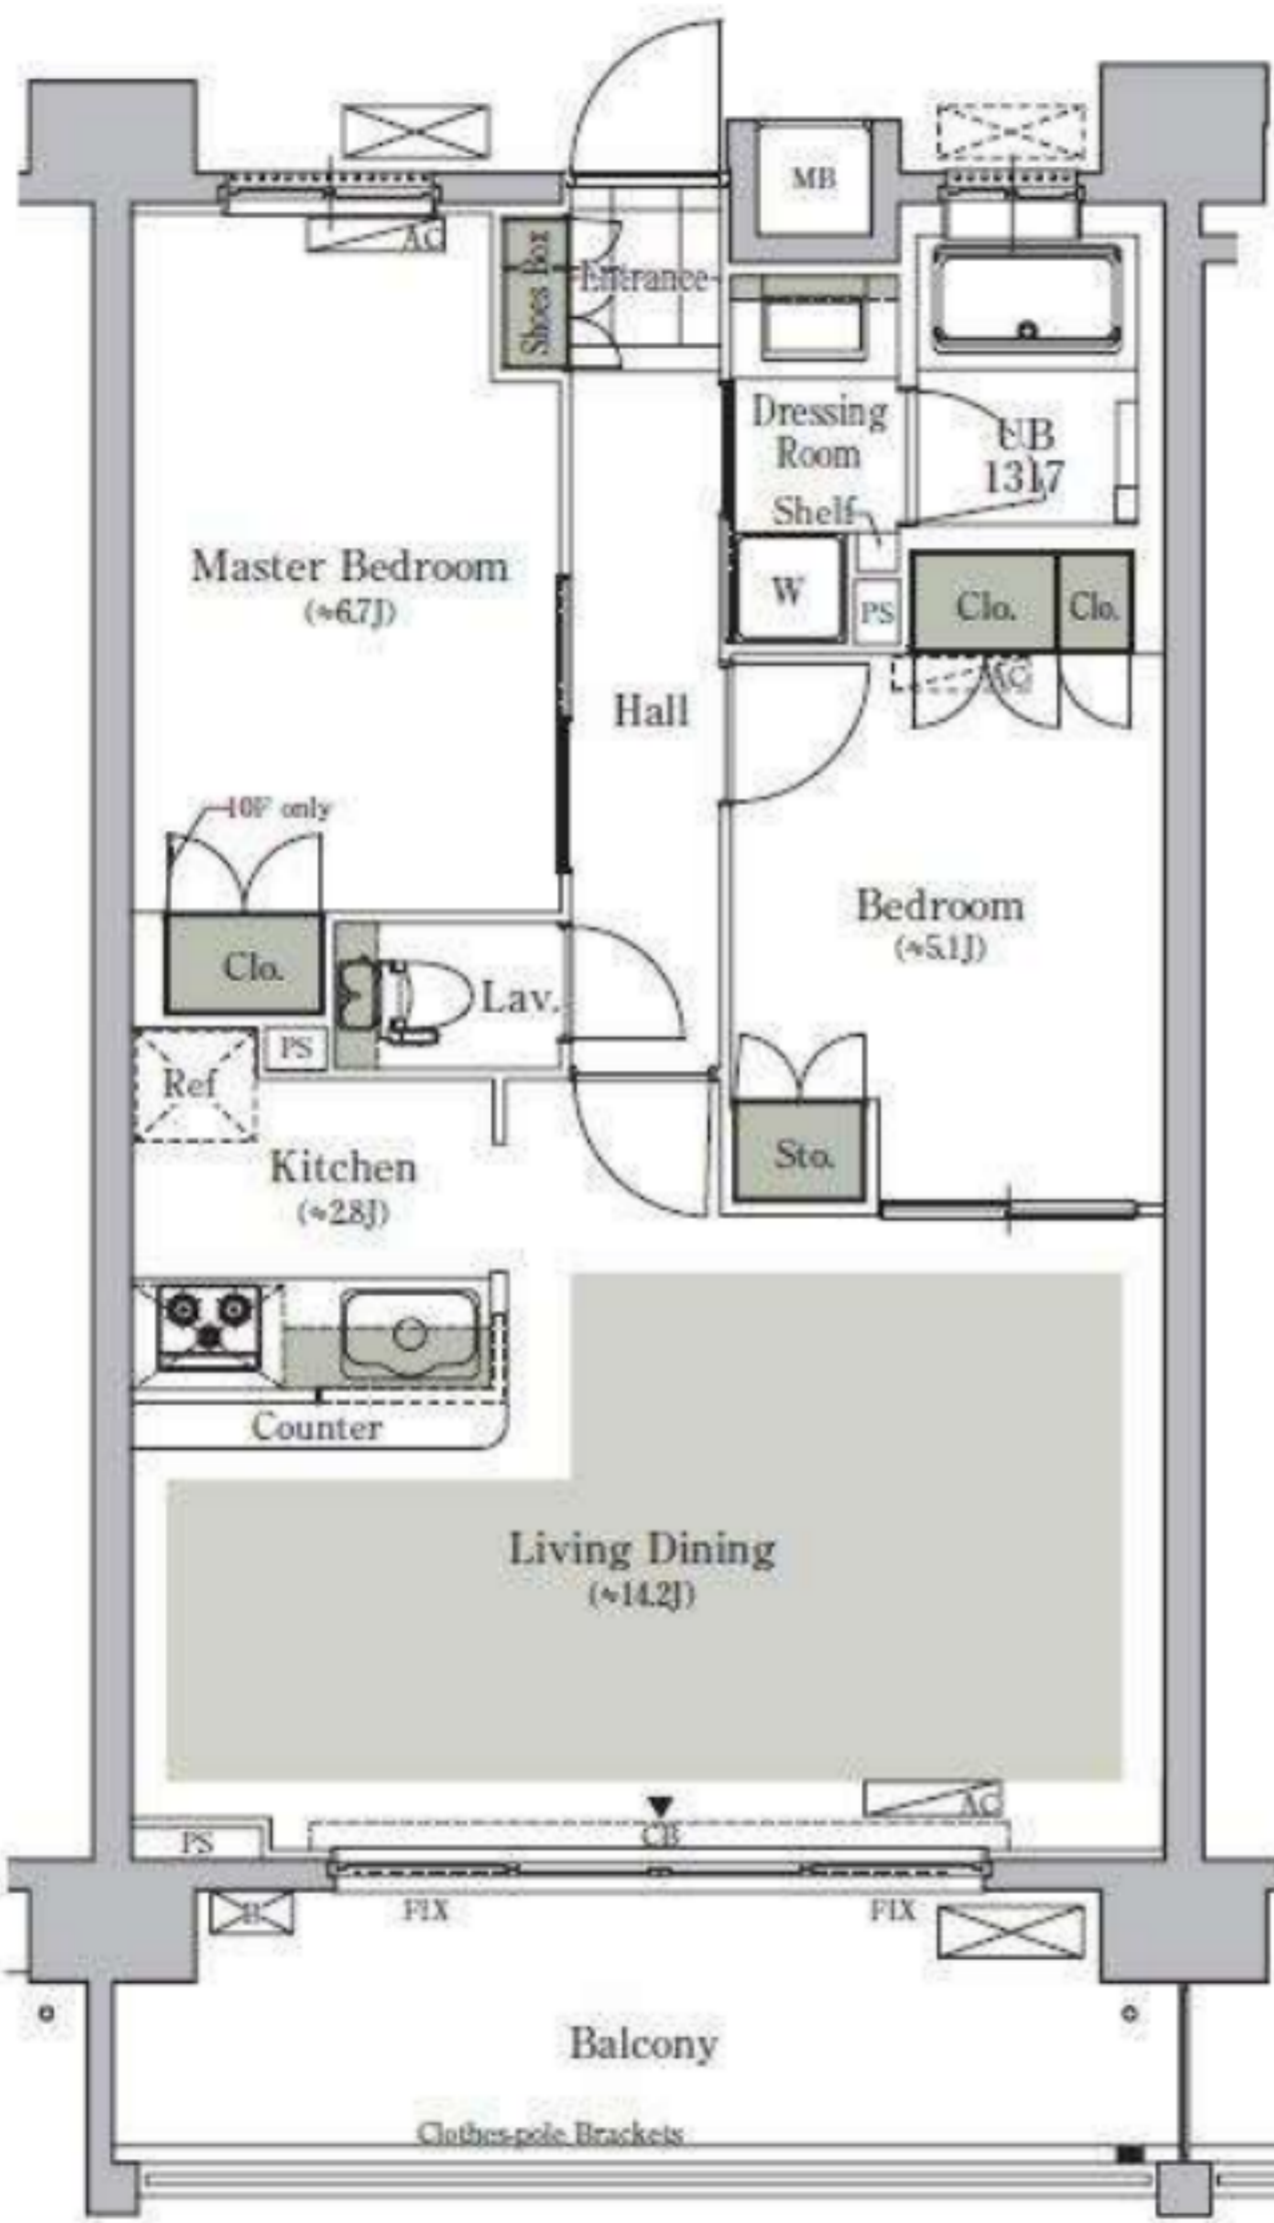 MB
AC
Shoes Box
Entrance
Dressing
Room
UB
1317
Shelf
Master Bedroom
(≒6.7J)
W
PS
Clo.
Clo.
AC
Hall
10F only
Bedroom
(≒5.1J)
Clo.
Lav.
PS
Ref
Kitchen
(≒2.8J)
Sto.
Counter
Living Dining
(≒14.2J)
AC
CB
PS
FIX
FIX
Balcony
Clothes-pole Brackets